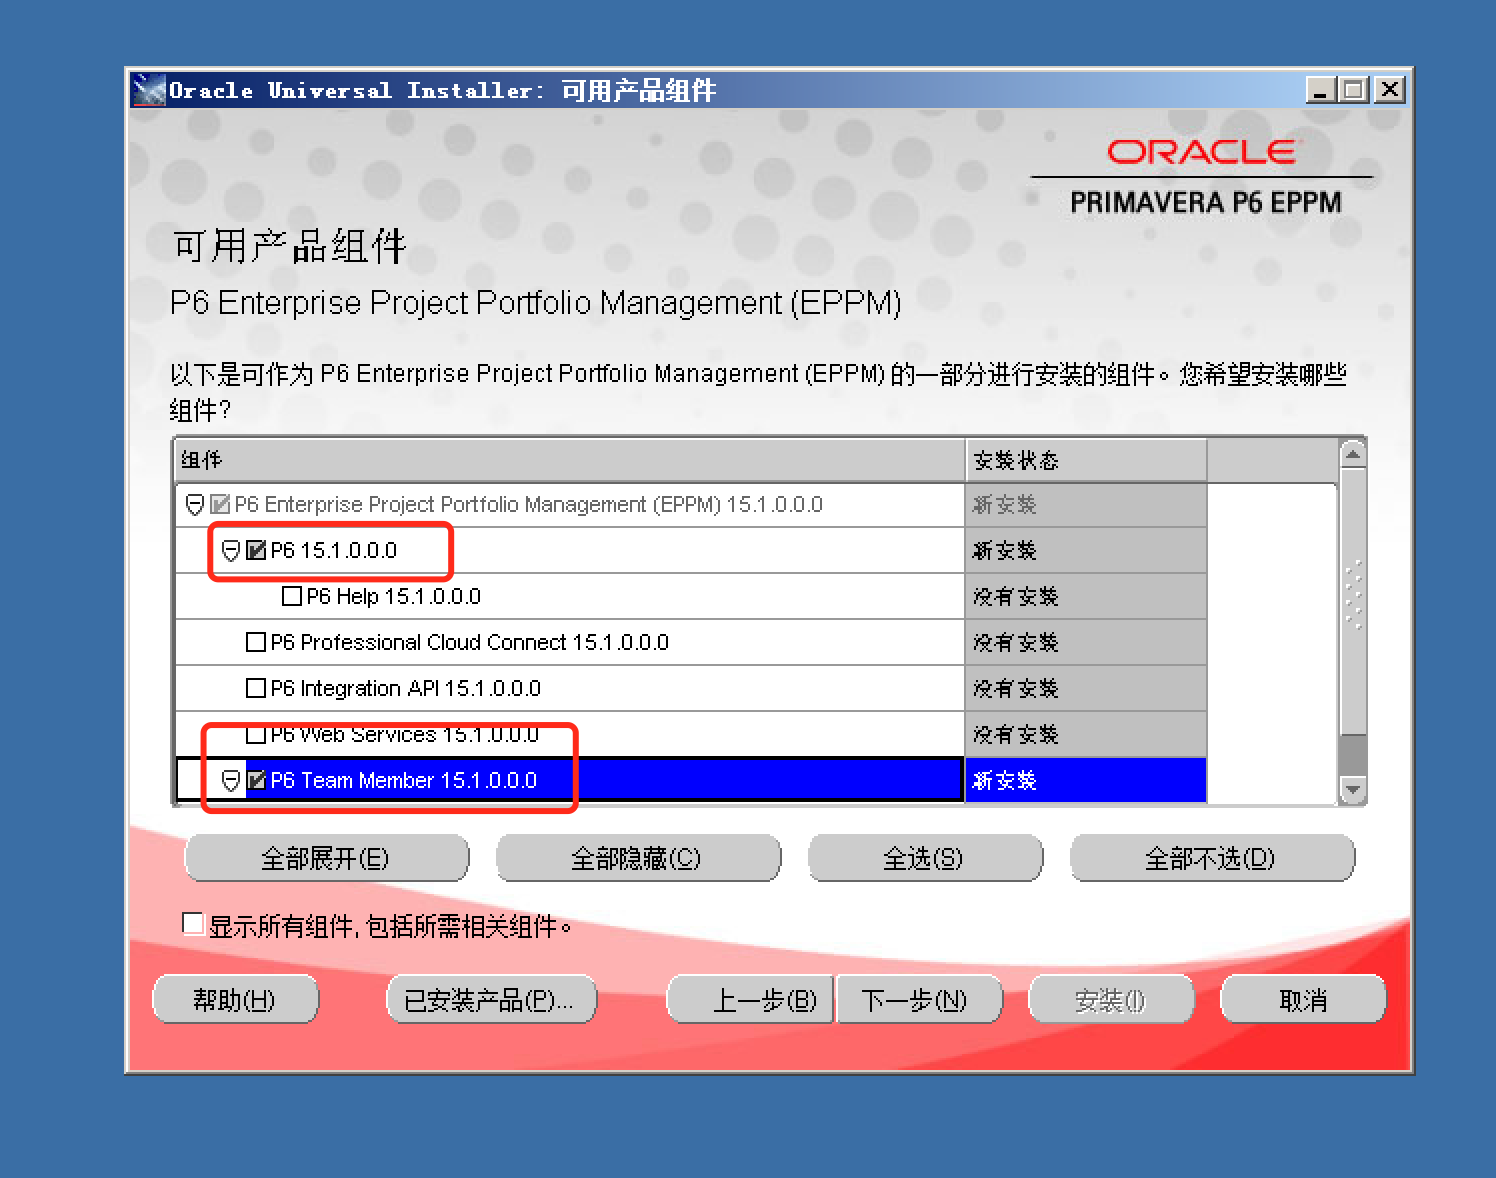 Oracle Universal Installer: 可用产品组件
ORACLE
PRIMAVERA P6 EPPM
可用产品组件
P6 Enterprise Project Portfolio Management (EPPM)
以下是可作为 P6 Enterprise Project Portfolio Management (EPPM) 的一部分进行安装的组件。您希望安装哪些
组件?
组件 安装状态
P6 Enterprise Project Portfolio Management (EPPM) 15.1.0.0.0 新安装
P6 15.1.0.0.0 新安装
P6 Help 15.1.0.0.0 没有安装
P6 Professional Cloud Connect 15.1.0.0.0 没有安装
P6 Integration API 15.1.0.0.0 没有安装
P6 Web Services 15.1.0.0.0 没有安装
P6 Team Member 15.1.0.0.0 新安装
全部展开(E) 全部隐藏(C) 全选(S) 全部不选(D)
显示所有组件, 包括所需相关组件。
帮助(H) 已安装产品(P)... 上一步(B) 下一步(N) 安装(I) 取消